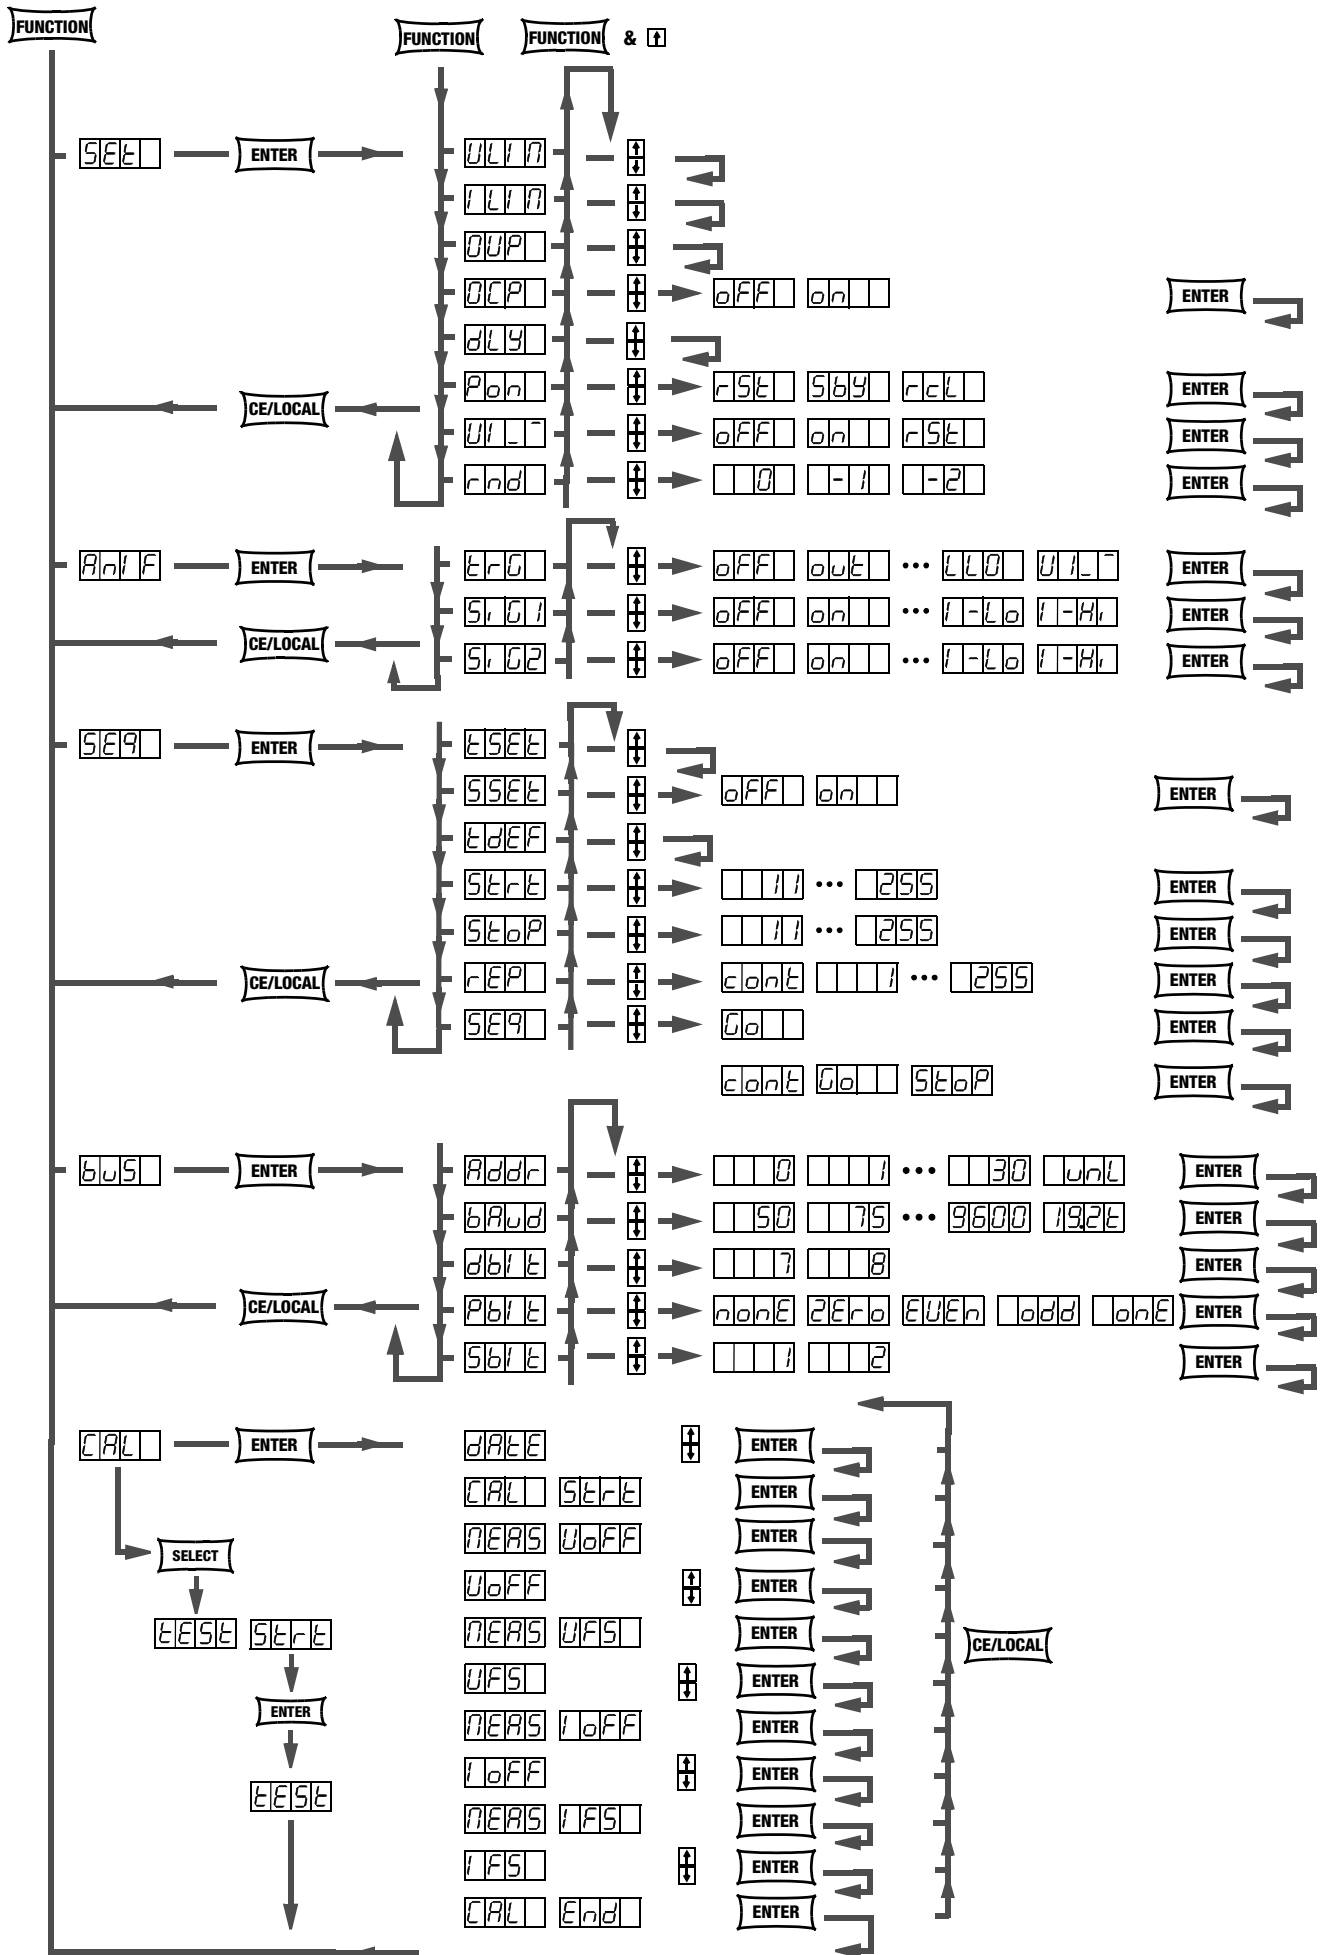 FUNCTION
FUNCTION FUNCTION &
SEt ENTER ULIM
ILIM
OUP
OCP oFF on ENTER
dLY
CE/LOCAL Pon rSt SbY rcL ENTER
UI_¯ oFF on rSt ENTER
rnd 0 -1 -2 ENTER
AnIF ENTER trG oFF out ••• LLO UI_¯ ENTER
CE/LOCAL SiG1 oFF on ••• I-Lo I-Hi ENTER
SiG2 oFF on ••• I-Lo I-Hi ENTER
SEq ENTER tSEt
SSEt oFF on ENTER
tdEF
Strt 11 ••• 255 ENTER
StoP 11 ••• 255 ENTER
CE/LOCAL rEP cont 1 ••• 255 ENTER
SEq Go ENTER
cont Go StoP ENTER
buS ENTER Addr 0 1 ••• 30 unL ENTER
bAud 50 75 ••• 9600 19.2t ENTER
dbIt 7 8 ENTER
CE/LOCAL PbIt nonE ZEro EUEn odd onE ENTER
SbIt 1 2 ENTER
CAL ENTER dAtE ENTER
CAL Strt ENTER
SELECT MEAS UoFF ENTER
UoFF ENTER
tESt Strt MEAS UFS ENTER CE/LOCAL
ENTER UFS ENTER
MEAS IoFF ENTER
tESt IoFF ENTER
MEAS IFS ENTER
IFS ENTER
CAL End ENTER